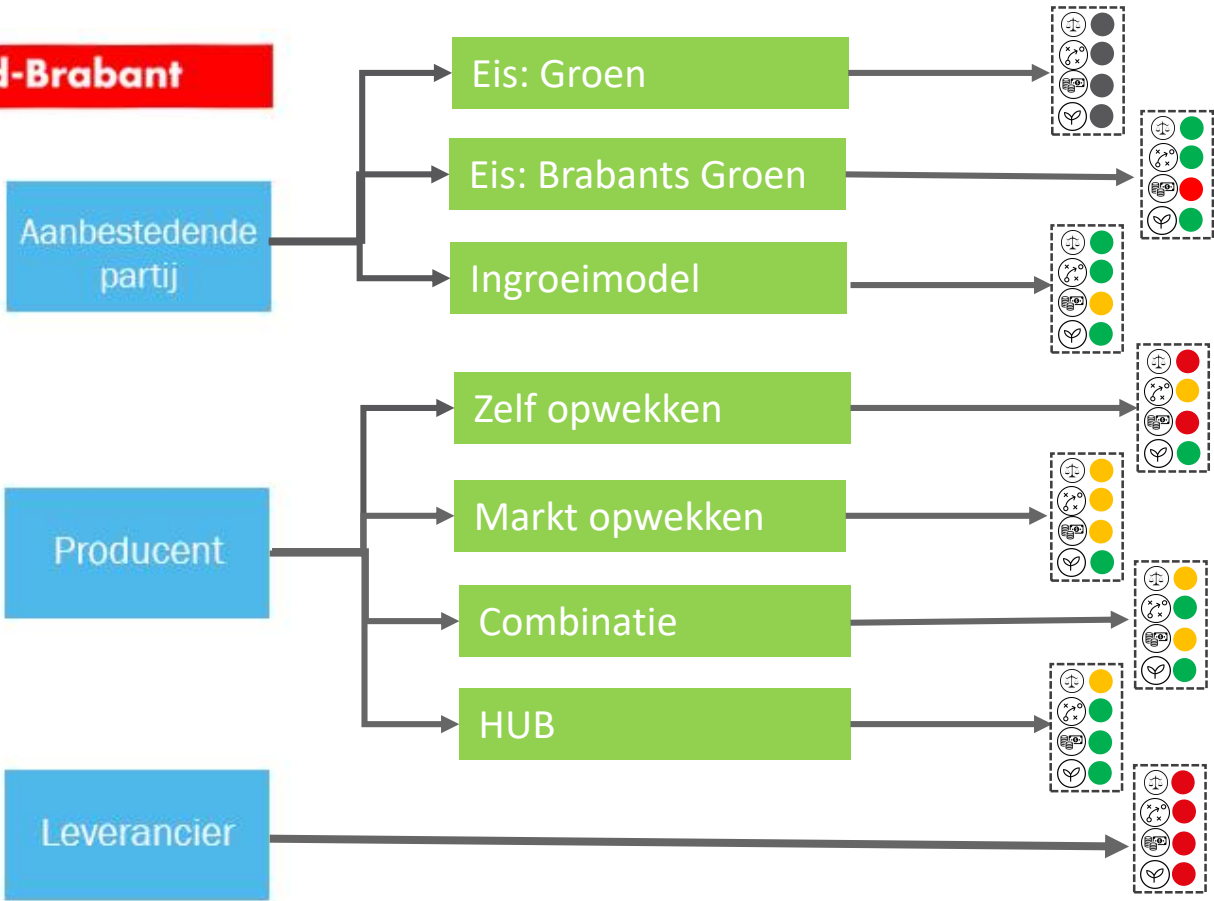 d-Brabant
Eis: Groen
Eis: Brabants Groen
Aanbestedende
partij
Ingroeimodel
Zelf opwekken
Markt opwekken
Producent
Combinatie
HUB
Leverancier